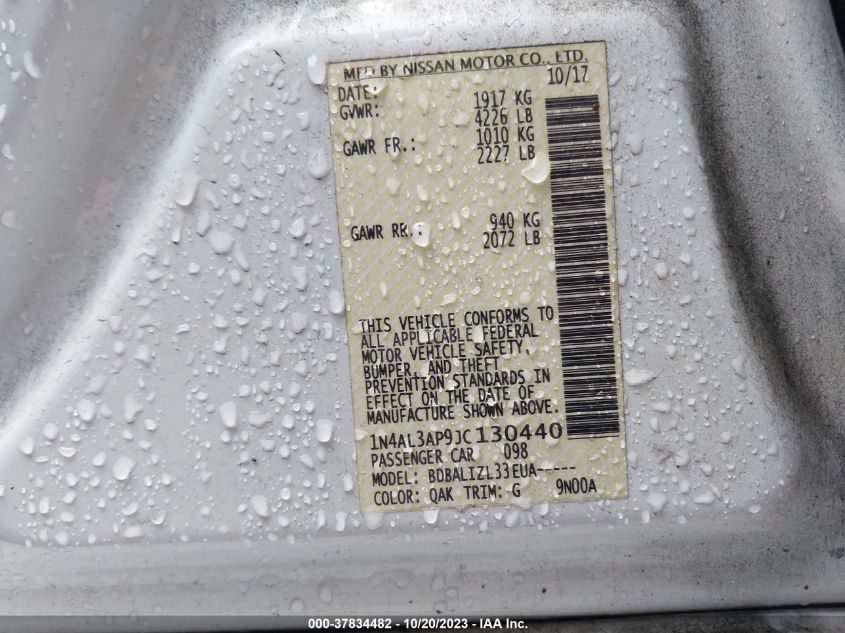 MFD BY NISSAN MOTOR CO., LTD.
DATE: 10/17
GVWR: 1917 KG
4226 LB
GAWR FR.: 1010 KG
2227 LB
GAWR RR.: 940 KG
2072 LB
THIS VEHICLE CONFORMS TO
ALL APPLICABLE FEDERAL
MOTOR VEHICLE SAFETY,
BUMPER, AND THEFT
PREVENTION STANDARDS IN
EFFECT ON THE DATE OF
MANUFACTURE SHOWN ABOVE.
1N4AL3AP9JC130440
PASSENGER CAR 098
MODEL: BDBALIZL33EUA-----
COLOR: QAK TRIM: G 9N00A
000-37834482 - 10/20/2023 - IAA Inc.